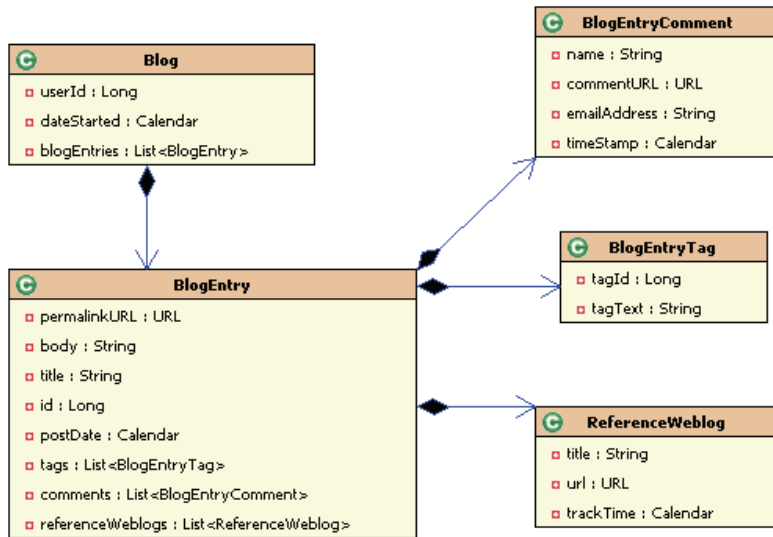 Blog
userId : Long
dateStarted : Calendar
blogEntries : List<BlogEntry>
BlogEntryComment
name : String
commentURL : URL
emailAddress : String
timeStamp : Calendar
BlogEntryTag
tagId : Long
tagText : String
BlogEntry
permalinkURL : URL
body : String
title : String
id : Long
postDate : Calendar
tags : List<BlogEntryTag>
comments : List<BlogEntryComment>
referenceWeblogs : List<ReferenceWeblog>
ReferenceWeblog
title : String
url : URL
trackTime : Calendar